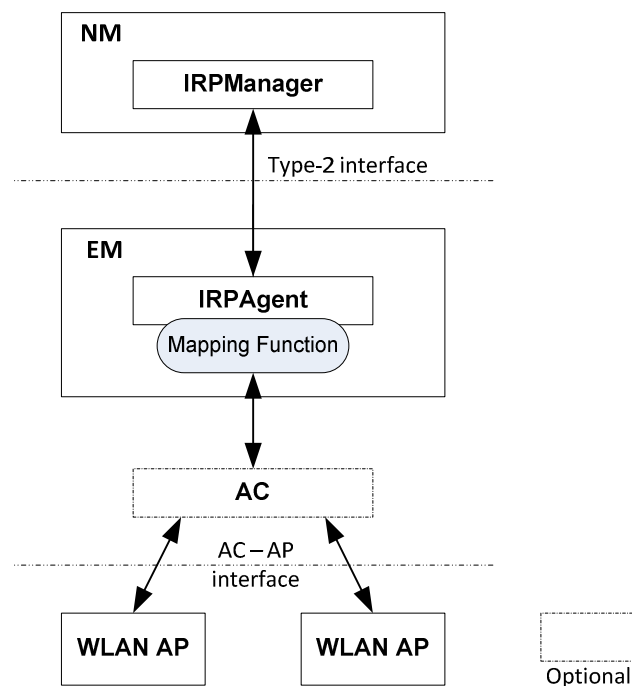 NM
IRPManager
Type-2 interface
EM
IRPAgent
Mapping Function
AC
AC – AP
interface
WLAN AP
WLAN AP
Optional